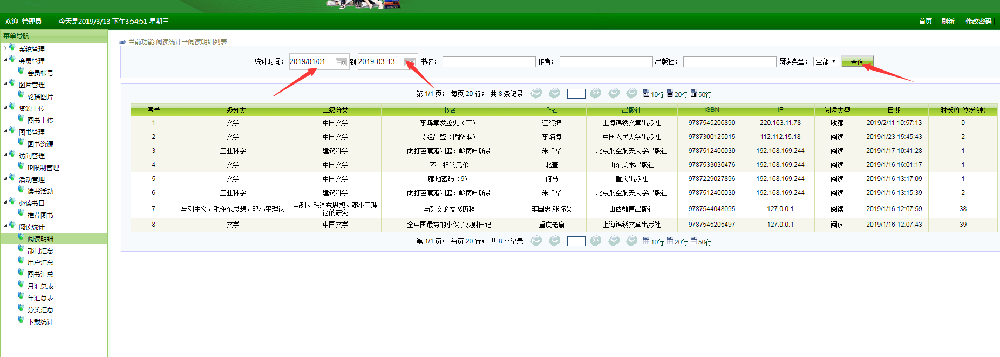 欢迎 管理员 今天是2019/3/13 下午3:54:51 星期三 首页 刷新 修改密码
菜单导航
系统管理
会员管理
会员帐号
图片管理
轮播图片
资源上传
图书上传
图书管理
图书资源
访问管理
IP限制管理
活动管理
读书活动
必读书目
推荐图书
阅读统计
阅读明细
部门汇总
用户汇总
图书汇总
月汇总表
年汇总表
分类汇总
下载统计
当前功能:阅读统计→阅读明细列表
统计时间: 2019/01/01 到 2019-03-13 书名: 作者: 出版社: 阅读类型: 全部 查询
第 1/1 页; 每页 20 行; 共 8 条记录 10行 20行 50行
序号 一级分类 二级分类 书名 作者 出版社 ISBN IP 阅读类型 日期 时长(单位:分钟)
1 文学 中国文学 李鸿章发迹史(下) 汪衍振 上海锦绣文章出版社 9787545206890 220.163.11.78 收藏 2019/2/11 10:57:13 0
2 文学 中国文学 诗经品鉴(插图本) 李炳海 中国人民大学出版社 9787300125015 112.112.15.18 阅读 2019/1/23 15:45:43 2
3 工业科学 建筑科学 雨打芭蕉落闲庭:岭南画舫录 朱千华 北京航空航天大学出版社 9787512400030 192.168.169.244 阅读 2019/1/17 10:41:28 1
4 文学 中国文学 不一样的兄弟 北董 山东美术出版社 9787533030476 192.168.169.244 阅读 2019/1/16 16:01:17 1
5 文学 中国文学 藏地密码(9) 何马 重庆出版社 9787229027896 192.168.169.244 阅读 2019/1/16 13:17:09 1
6 工业科学 建筑科学 雨打芭蕉落闲庭:岭南画舫录 朱千华 北京航空航天大学出版社 9787512400030 192.168.169.244 阅读 2019/1/16 13:15:39 2
7 马列主义、毛泽东思想、邓小平理论 马列、毛泽东思想、邓小平理论的研究 马列文论发展历程 蒋国忠,张怀久 山西教育出版社 9787544048095 127.0.0.1 阅读 2019/1/16 12:07:59 38
8 文学 中国文学 全中国最穷的小伙子发财日记 重庆老康 上海锦绣文章出版社 9787545205497 127.0.0.1 阅读 2019/1/16 12:07:43 39
第 1/1 页; 每页 20 行; 共 8 条记录 10行 20行 50行